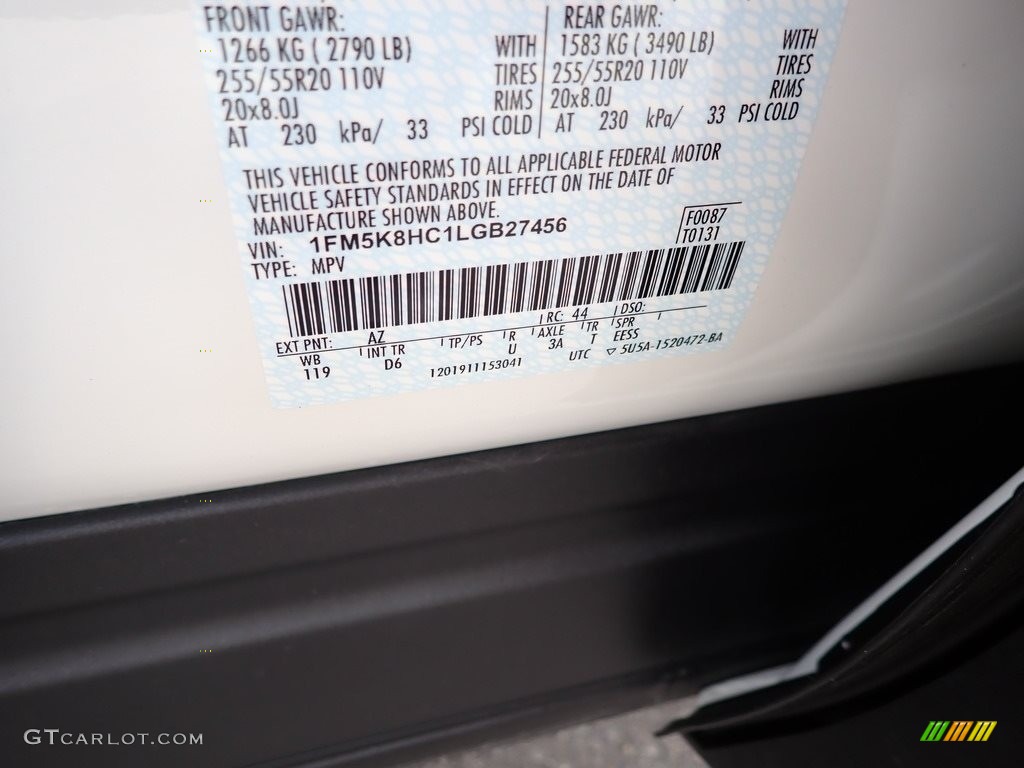 FRONT GAWR: REAR GAWR:
1266 KG ( 2790 LB) WITH 1583 KG ( 3490 LB) WITH
255/55R20 110V TIRES 255/55R20 110V TIRES
20x8.0J RIMS 20x8.0J RIMS
AT 230 kPa/ 33 PSI COLD AT 230 kPa/ 33 PSI COLD
THIS VEHICLE CONFORMS TO ALL APPLICABLE FEDERAL MOTOR
VEHICLE SAFETY STANDARDS IN EFFECT ON THE DATE OF
MANUFACTURE SHOWN ABOVE.
VIN: 1FM5K8HC1LGB27456 F0087
TYPE: MPV T0131
EXT PNT: AZ RC: 44 DSO:
WB INT TR TP/PS R AXLE TR SPR
119 D6 U 3A T EESS
1201911153041 UTC ▽ 5U5A-1520472-BA
GTCARLOT.COM